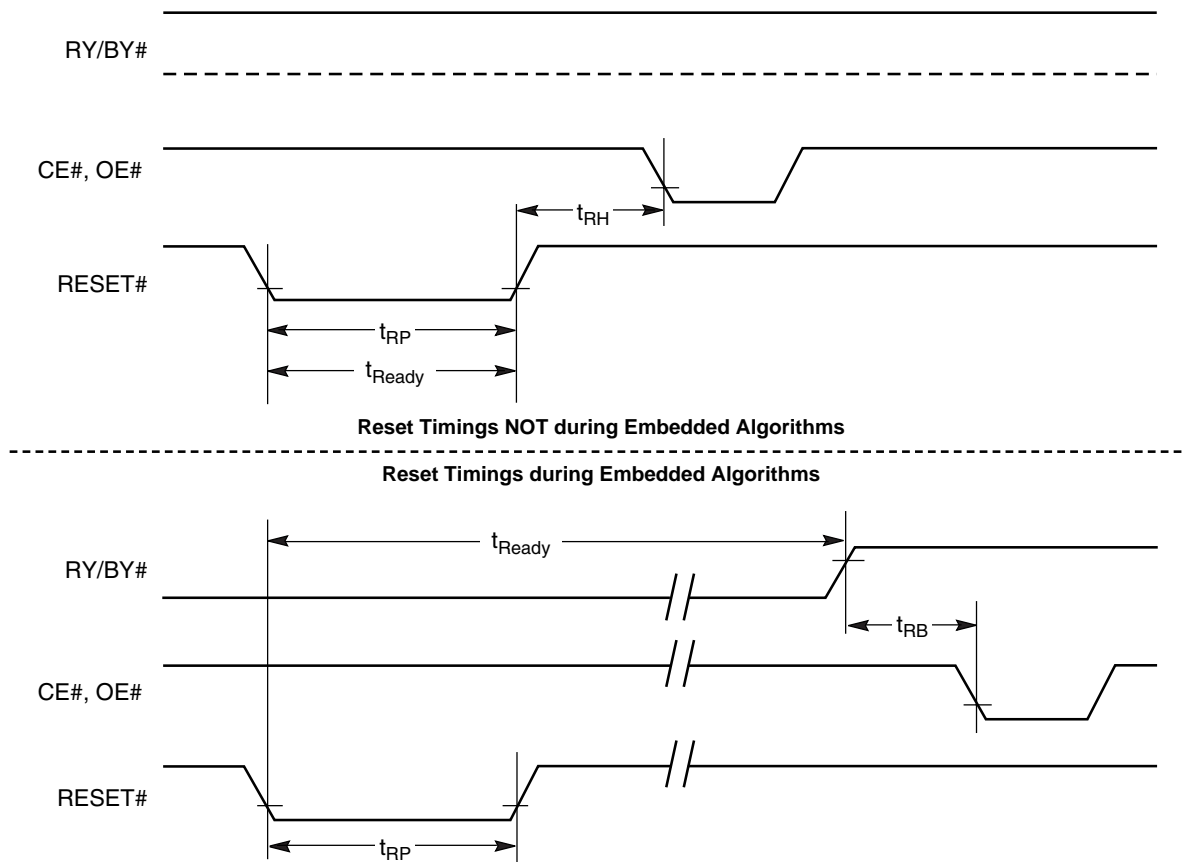 RY/BY#
CE#, OE#
tRH
RESET#
tRP
tReady
Reset Timings NOT during Embedded Algorithms
Reset Timings during Embedded Algorithms
tReady
RY/BY#
tRB
CE#, OE#
RESET#
tRP